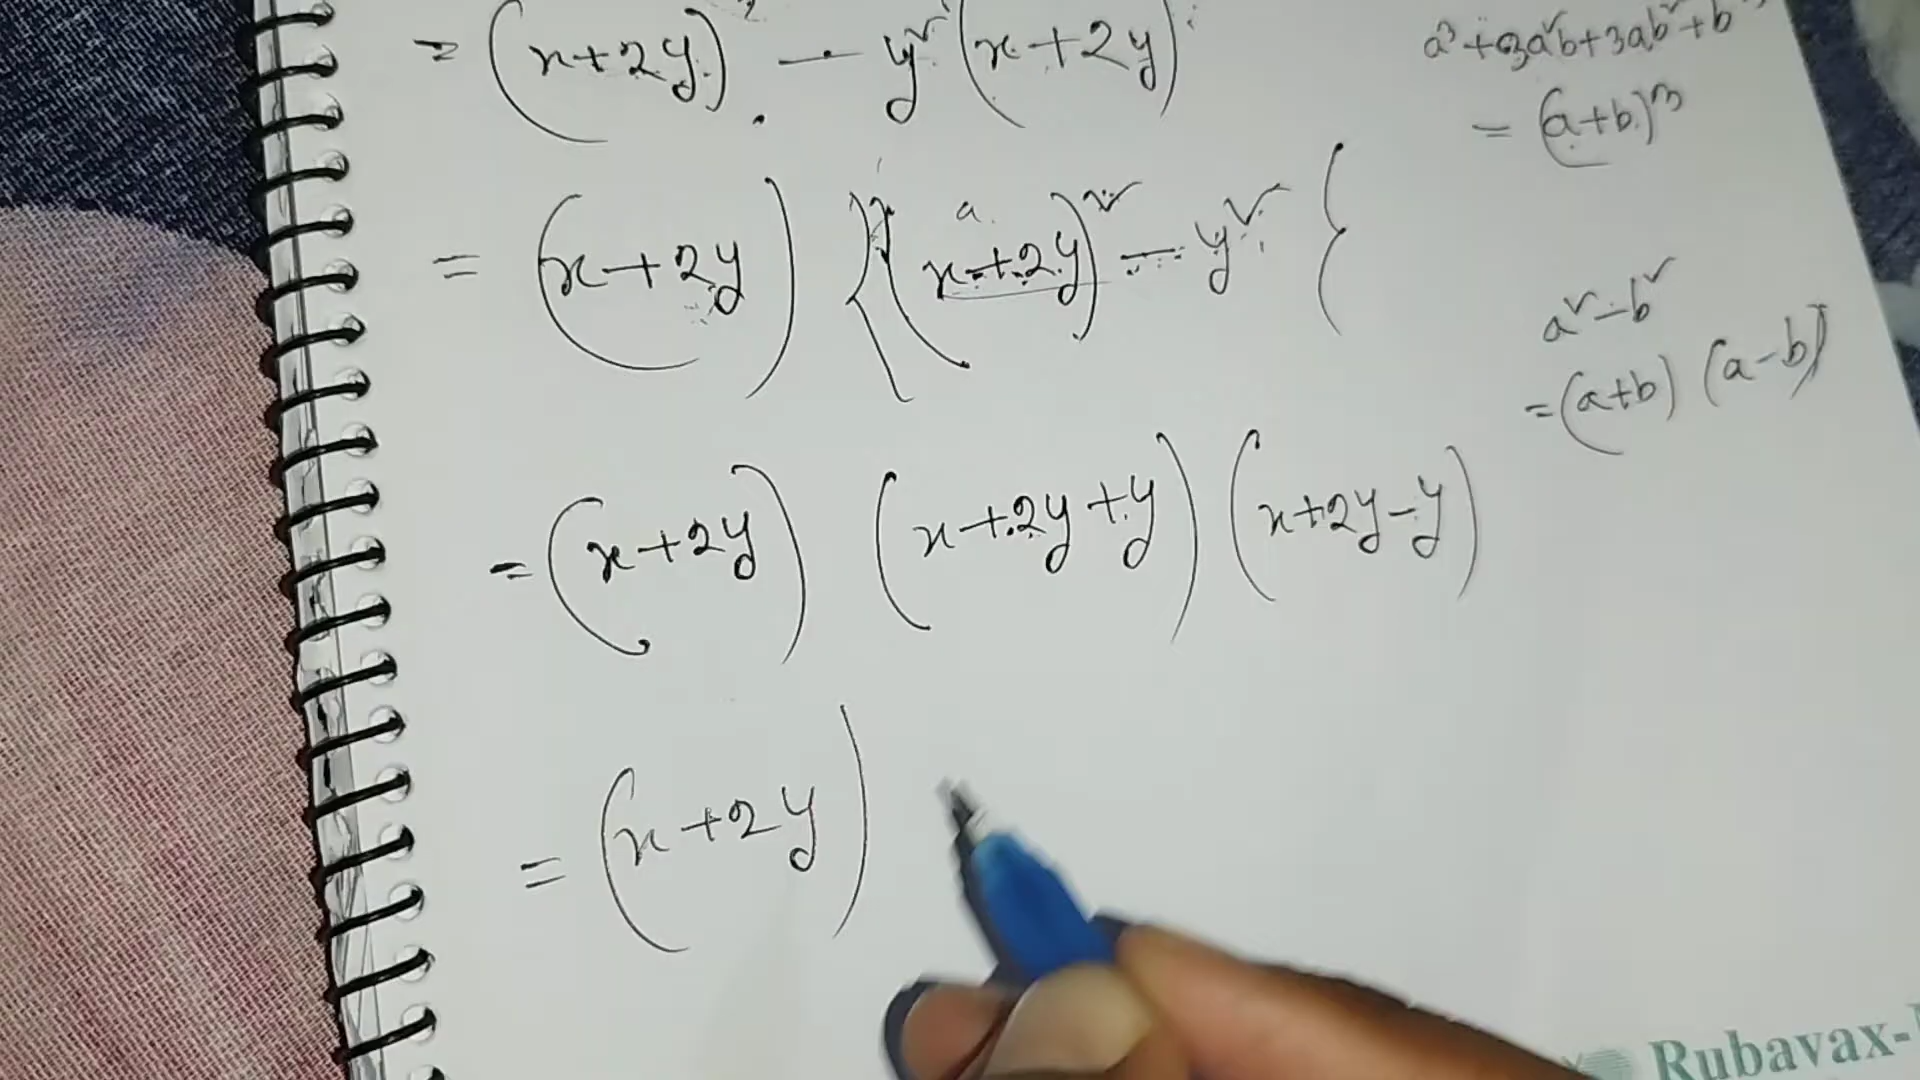 = (x+2y)³ - y² (x+2y)
a³+3a²b+3ab²+b³
= (a+b)³
= (x+2y) {(x+2y)² - y²}
a
a²-b²
= (a+b) (a-b)
= (x+2y) (x+2y+y) (x+2y-y)
= (x+2y)
Rubavax-